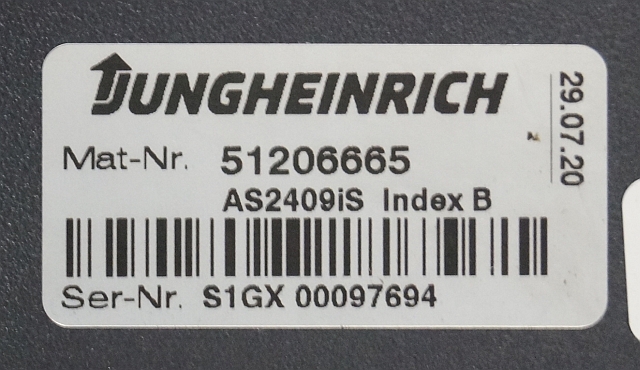 JUNGHEINRICH
Mat-Nr. 51206665
AS2409iS Index B
Ser-Nr. S1GX 00097694
29.07.20